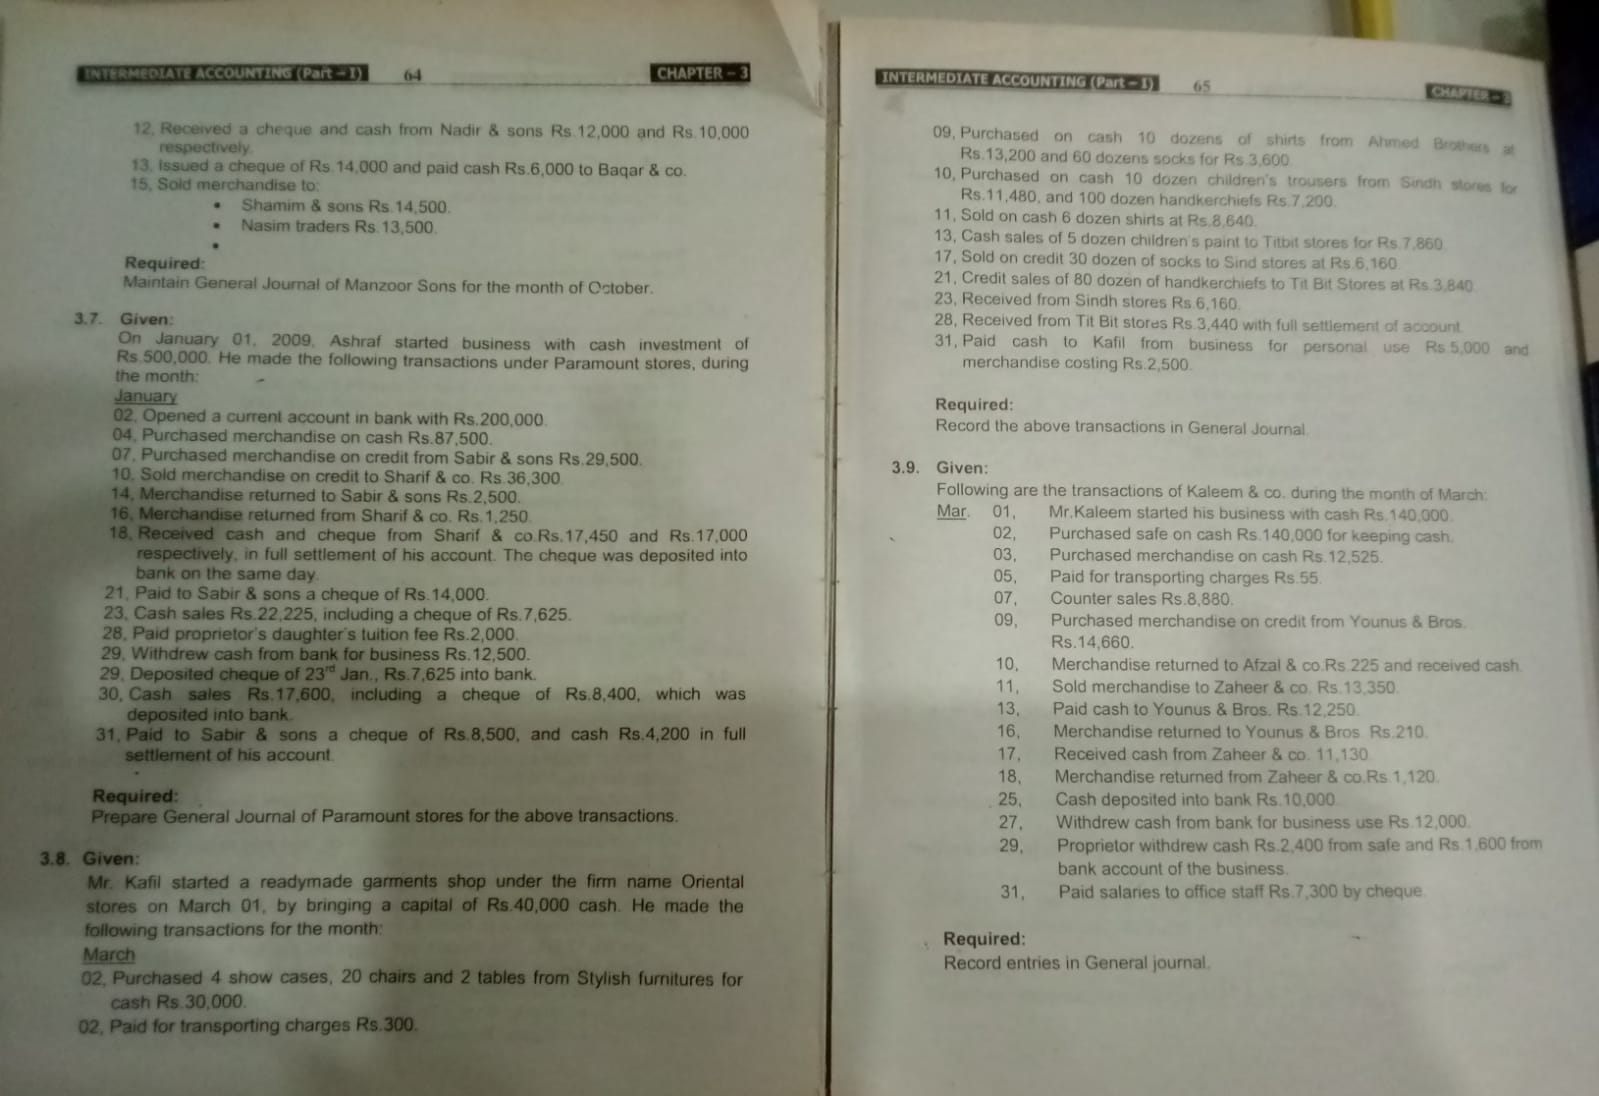 INTERMEDIATE ACCOUNTING (Part – I) 64 CHAPTER – 3
12, Received a cheque and cash from Nadir & sons Rs.12,000 and Rs.10,000
respectively.
13, Issued a cheque of Rs.14,000 and paid cash Rs.6,000 to Baqar & co.
15, Sold merchandise to:
• Shamim & sons Rs.14,500.
• Nasim traders Rs.13,500.
•
Required:
Maintain General Journal of Manzoor Sons for the month of October.
3.7. Given:
On January 01, 2009, Ashraf started business with cash investment of
Rs.500,000. He made the following transactions under Paramount stores, during
the month:
January
02, Opened a current account in bank with Rs.200,000.
04, Purchased merchandise on cash Rs.87,500.
07, Purchased merchandise on credit from Sabir & sons Rs.29,500.
10, Sold merchandise on credit to Sharif & co. Rs.36,300.
14, Merchandise returned to Sabir & sons Rs.2,500.
16, Merchandise returned from Sharif & co. Rs.1,250.
18, Received cash and cheque from Sharif & co.Rs.17,450 and Rs.17,000
respectively, in full settlement of his account. The cheque was deposited into
bank on the same day.
21, Paid to Sabir & sons a cheque of Rs.14,000.
23, Cash sales Rs.22,225, including a cheque of Rs.7,625.
28, Paid proprietor's daughter's tuition fee Rs.2,000.
29, Withdrew cash from bank for business Rs.12,500.
29, Deposited cheque of 23rd Jan., Rs.7,625 into bank.
30, Cash sales Rs.17,600, including a cheque of Rs.8,400, which was
deposited into bank.
31, Paid to Sabir & sons a cheque of Rs.8,500, and cash Rs.4,200 in full
settlement of his account.
Required:
Prepare General Journal of Paramount stores for the above transactions.
3.8. Given:
Mr. Kafil started a readymade garments shop under the firm name Oriental
stores on March 01, by bringing a capital of Rs.40,000 cash. He made the
following transactions for the month:
March
02, Purchased 4 show cases, 20 chairs and 2 tables from Stylish furnitures for
cash Rs.30,000.
02, Paid for transporting charges Rs.300.
INTERMEDIATE ACCOUNTING (Part – I) 65 CHAPTER – 3
09, Purchased on cash 10 dozens of shirts from Ahmed Brothers at
Rs.13,200 and 60 dozens socks for Rs.3,600.
10, Purchased on cash 10 dozen children's trousers from Sindh stores for
Rs.11,480, and 100 dozen handkerchiefs Rs.7,200.
11, Sold on cash 6 dozen shirts at Rs.8,640.
13, Cash sales of 5 dozen children's paint to Titbit stores for Rs.7,860.
17, Sold on credit 30 dozen of socks to Sind stores at Rs.6,160.
21, Credit sales of 80 dozen of handkerchiefs to Tit Bit Stores at Rs.3,840.
23, Received from Sindh stores Rs.6,160.
28, Received from Tit Bit stores Rs.3,440 with full settlement of account.
31, Paid cash to Kafil from business for personal use Rs.5,000 and
merchandise costing Rs.2,500.
Required:
Record the above transactions in General Journal.
3.9. Given:
Following are the transactions of Kaleem & co. during the month of March:
Mar. 01, Mr.Kaleem started his business with cash Rs.140,000.
02, Purchased safe on cash Rs.140,000 for keeping cash.
03, Purchased merchandise on cash Rs.12,525.
05, Paid for transporting charges Rs.55.
07, Counter sales Rs.8,880.
09, Purchased merchandise on credit from Younus & Bros.
Rs.14,660.
10, Merchandise returned to Afzal & co.Rs.225 and received cash.
11, Sold merchandise to Zaheer & co. Rs.13,350.
13, Paid cash to Younus & Bros. Rs.12,250.
16, Merchandise returned to Younus & Bros. Rs.210.
17, Received cash from Zaheer & co. 11,130.
18, Merchandise returned from Zaheer & co.Rs.1,120.
25, Cash deposited into bank Rs.10,000.
27, Withdrew cash from bank for business use Rs.12,000.
29, Proprietor withdrew cash Rs.2,400 from safe and Rs.1,600 from
bank account of the business.
31, Paid salaries to office staff Rs.7,300 by cheque.
Required:
Record entries in General journal.